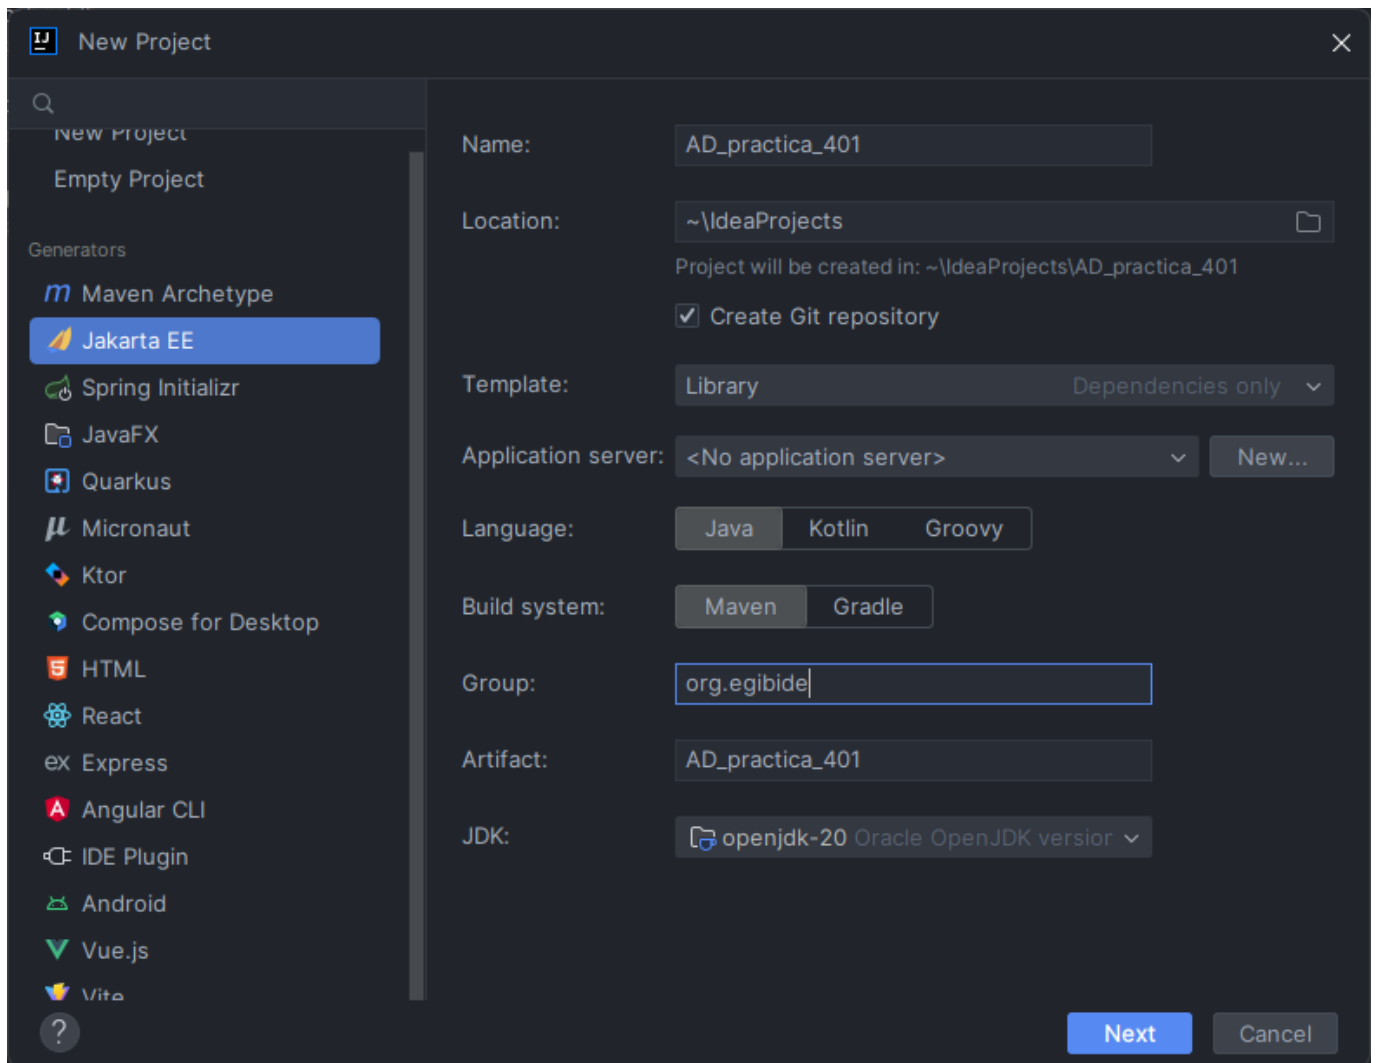 New Project
New Project
Empty Project
Generators
Maven Archetype
Jakarta EE
Spring Initializr
JavaFX
Quarkus
Micronaut
Ktor
Compose for Desktop
HTML
React
ex Express
Angular CLI
IDE Plugin
Android
Vue.js
Vite
?
Name: AD_practica_401
Location: ~\IdeaProjects
Project will be created in: ~\IdeaProjects\AD_practica_401
Create Git repository
Template: Library Dependencies only
Application server: <No application server> New...
Language: Java Kotlin Groovy
Build system: Maven Gradle
Group: org.egibide
Artifact: AD_practica_401
JDK: openjdk-20 Oracle OpenJDK versior
Next Cancel